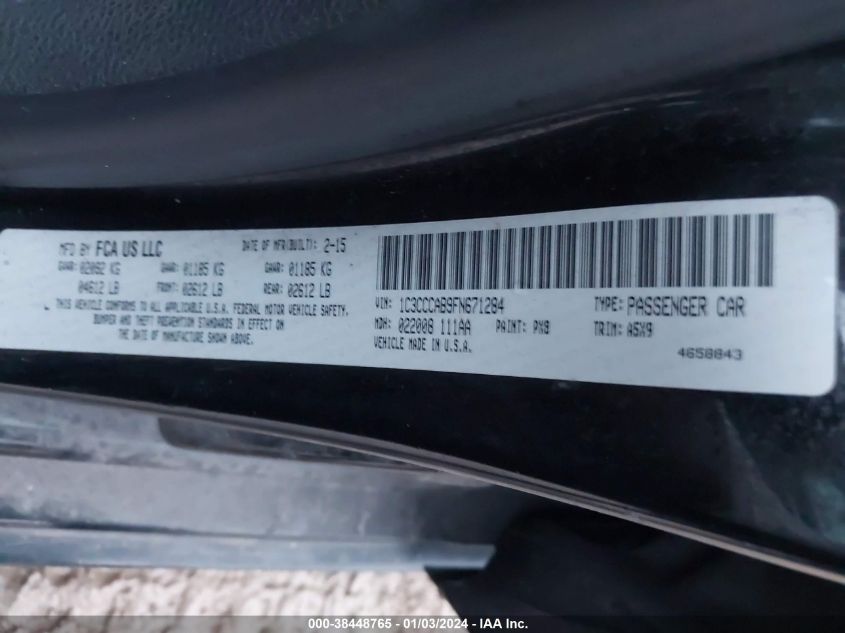 MFD BY FCA US LLC DATE OF MFR(BUILT): 2-15
GVWR: 02092 KG GAWR: 01185 KG GAWR: 01185 KG
04612 LB FRONT: 02612 LB REAR: 02612 LB
THIS VEHICLE CONFORMS TO ALL APPLICABLE U.S.A. FEDERAL MOTOR VEHICLE SAFETY,
BUMPER AND THEFT PREVENTION STANDARDS IN EFFECT ON
THE DATE OF MANUFACTURE SHOWN ABOVE.
VIN: 1C3CCCAB9FN671284 TYPE: PASSENGER CAR
MDH: 022008 111AA PAINT: PX8 TRIM: A5X9
VEHICLE MADE IN U.S.A.
4658843
000-38448765 - 01/03/2024 - IAA Inc.